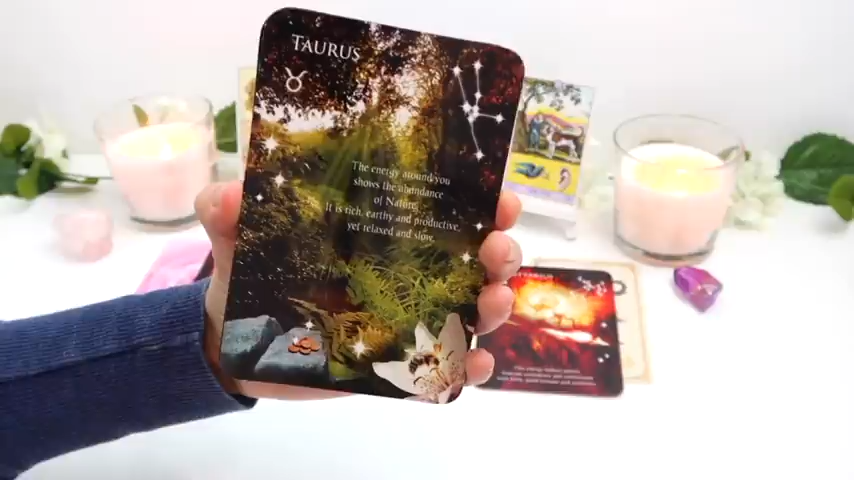 TAURUS
The energy around you
shows the abundance
of Nature.
It is rich, earthy and productive,
yet relaxed and slow.